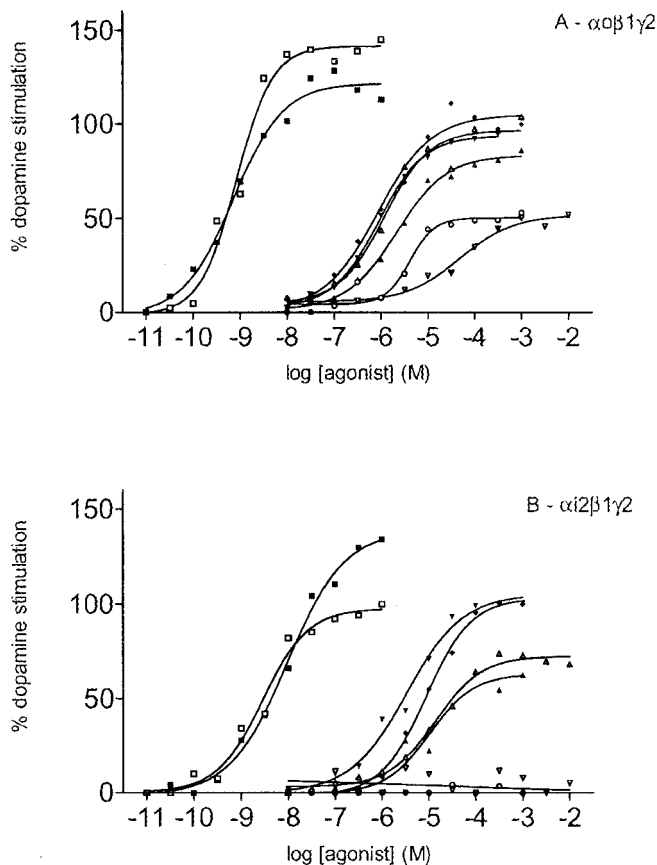 A - αoβ1γ2
150
100
50
0
% dopamine stimulation
-11 -10 -9 -8 -7 -6 -5 -4 -3 -2
log [agonist] (M)
B - αi2β1γ2
150
100
50
0
% dopamine stimulation
-11 -10 -9 -8 -7 -6 -5 -4 -3 -2
log [agonist] (M)